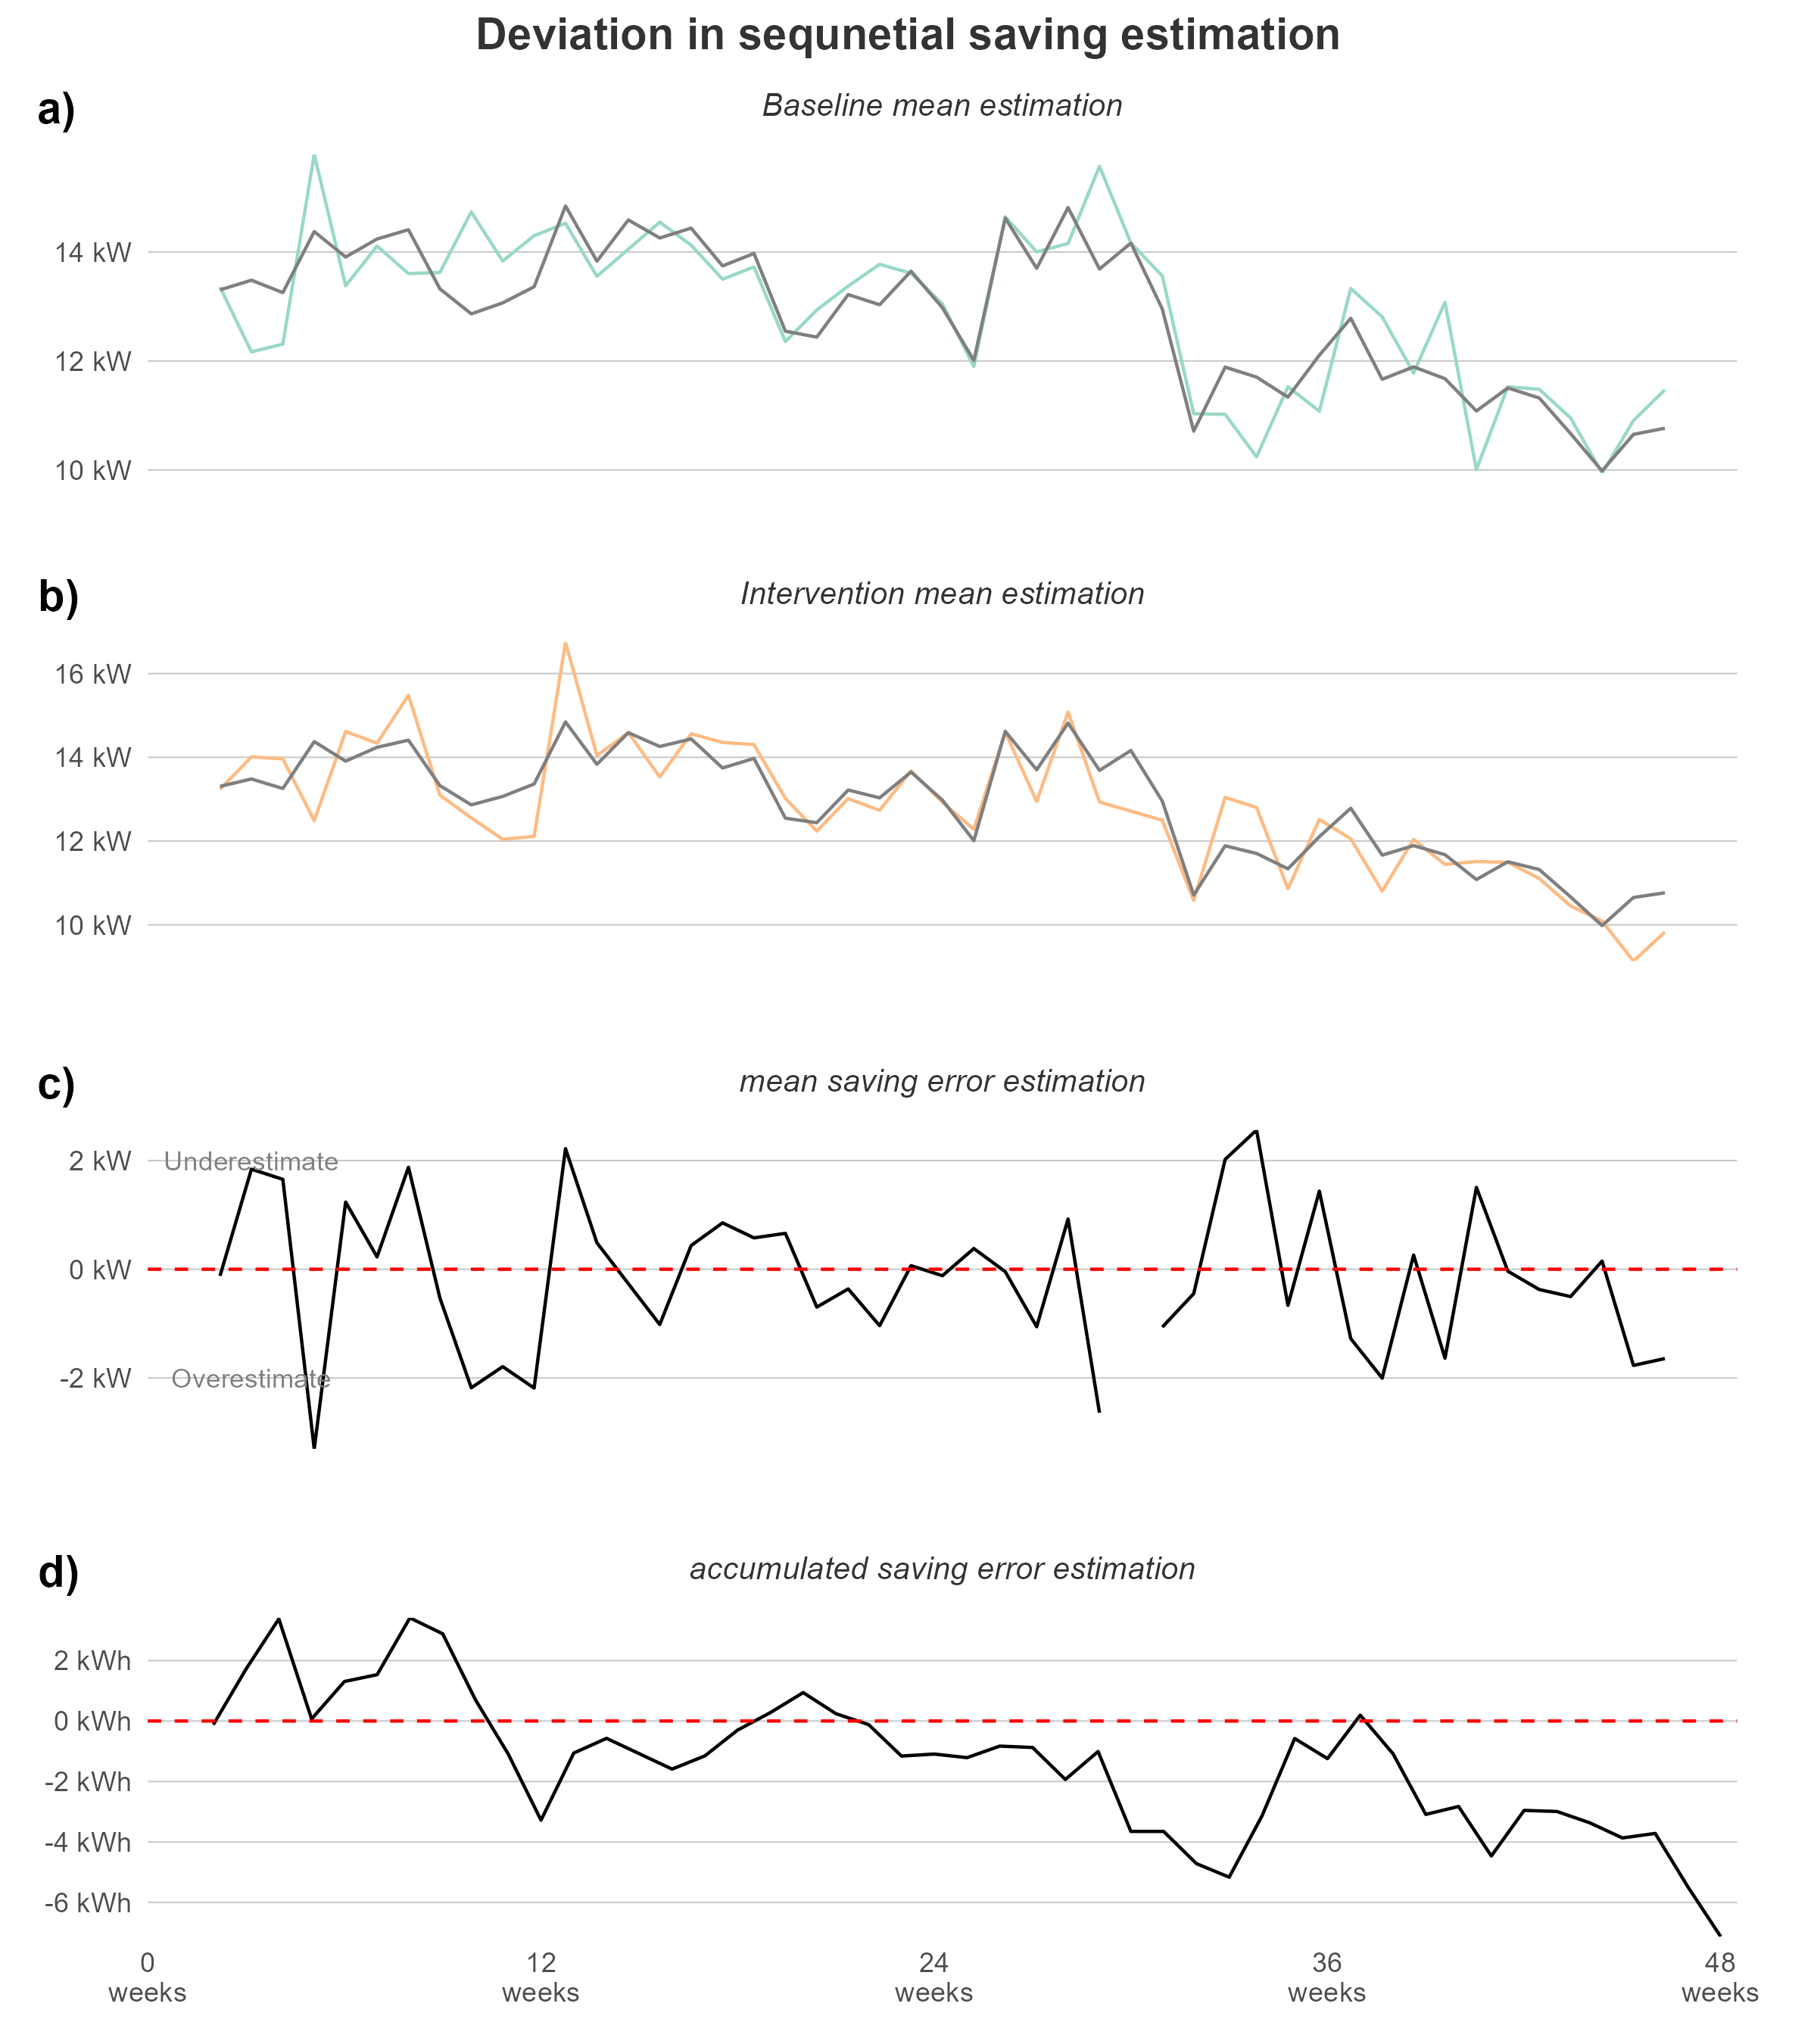 Deviation in sequnetial saving estimation
a)
Baseline mean estimation
14 kW
12 kW
10 kW
b)
Intervention mean estimation
16 kW
14 kW
12 kW
10 kW
c)
mean saving error estimation
2 kW
Underestimate
0 kW
-2 kW
Overestimate
d)
accumulated saving error estimation
2 kWh
0 kWh
-2 kWh
-4 kWh
-6 kWh
0
weeks
12
weeks
24
weeks
36
weeks
48
weeks